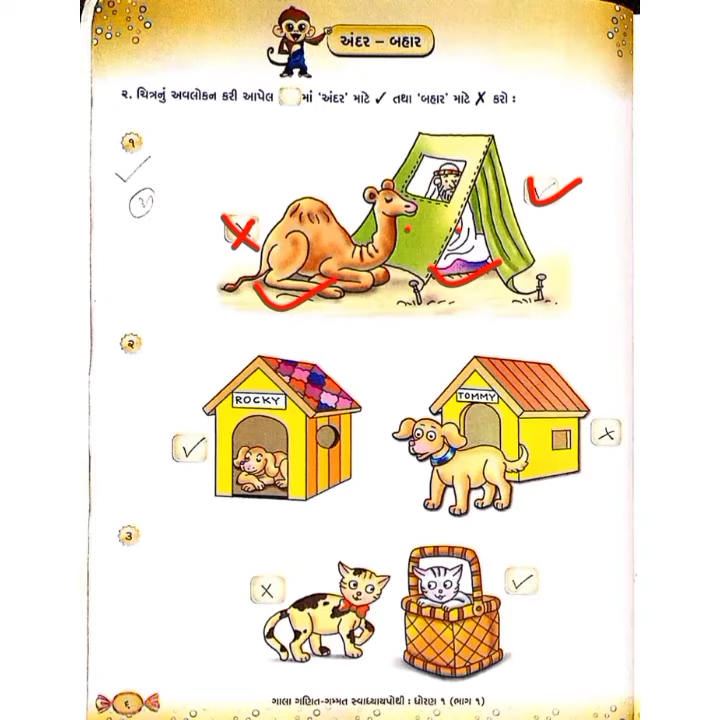 અંદર – બહાર
૨. ચિત્રનું અવલોકન કરી આપેલ માં ‘અંદર’ માટે ✓ તથા ‘બહાર’ માટે ✗ કરો :
૧
૨
ROCKY
TOMMY
૩
૬
ગાલા ગણિત-ગમ્મત સ્વાધ્યાયપોથી : ધોરણ ૧ (ભાગ ૧)